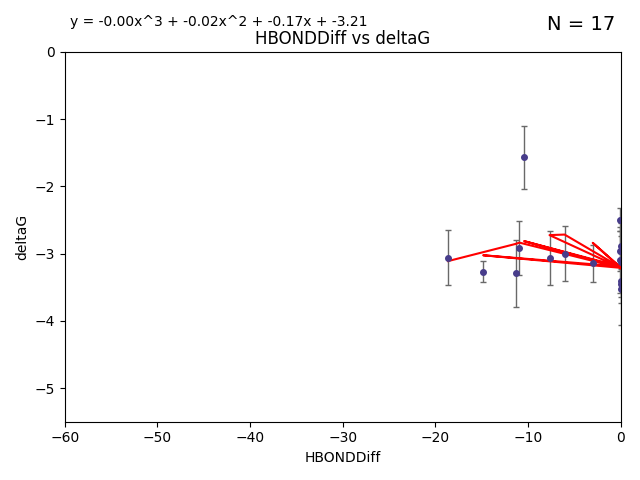 y = -0.00x^3 + -0.02x^2 + -0.17x + -3.21
N = 17
HBONDDiff vs deltaG
0
−1
−2
−3
−4
−5
deltaG
−60 −50 −40 −30 −20 −10 0
HBONDDiff